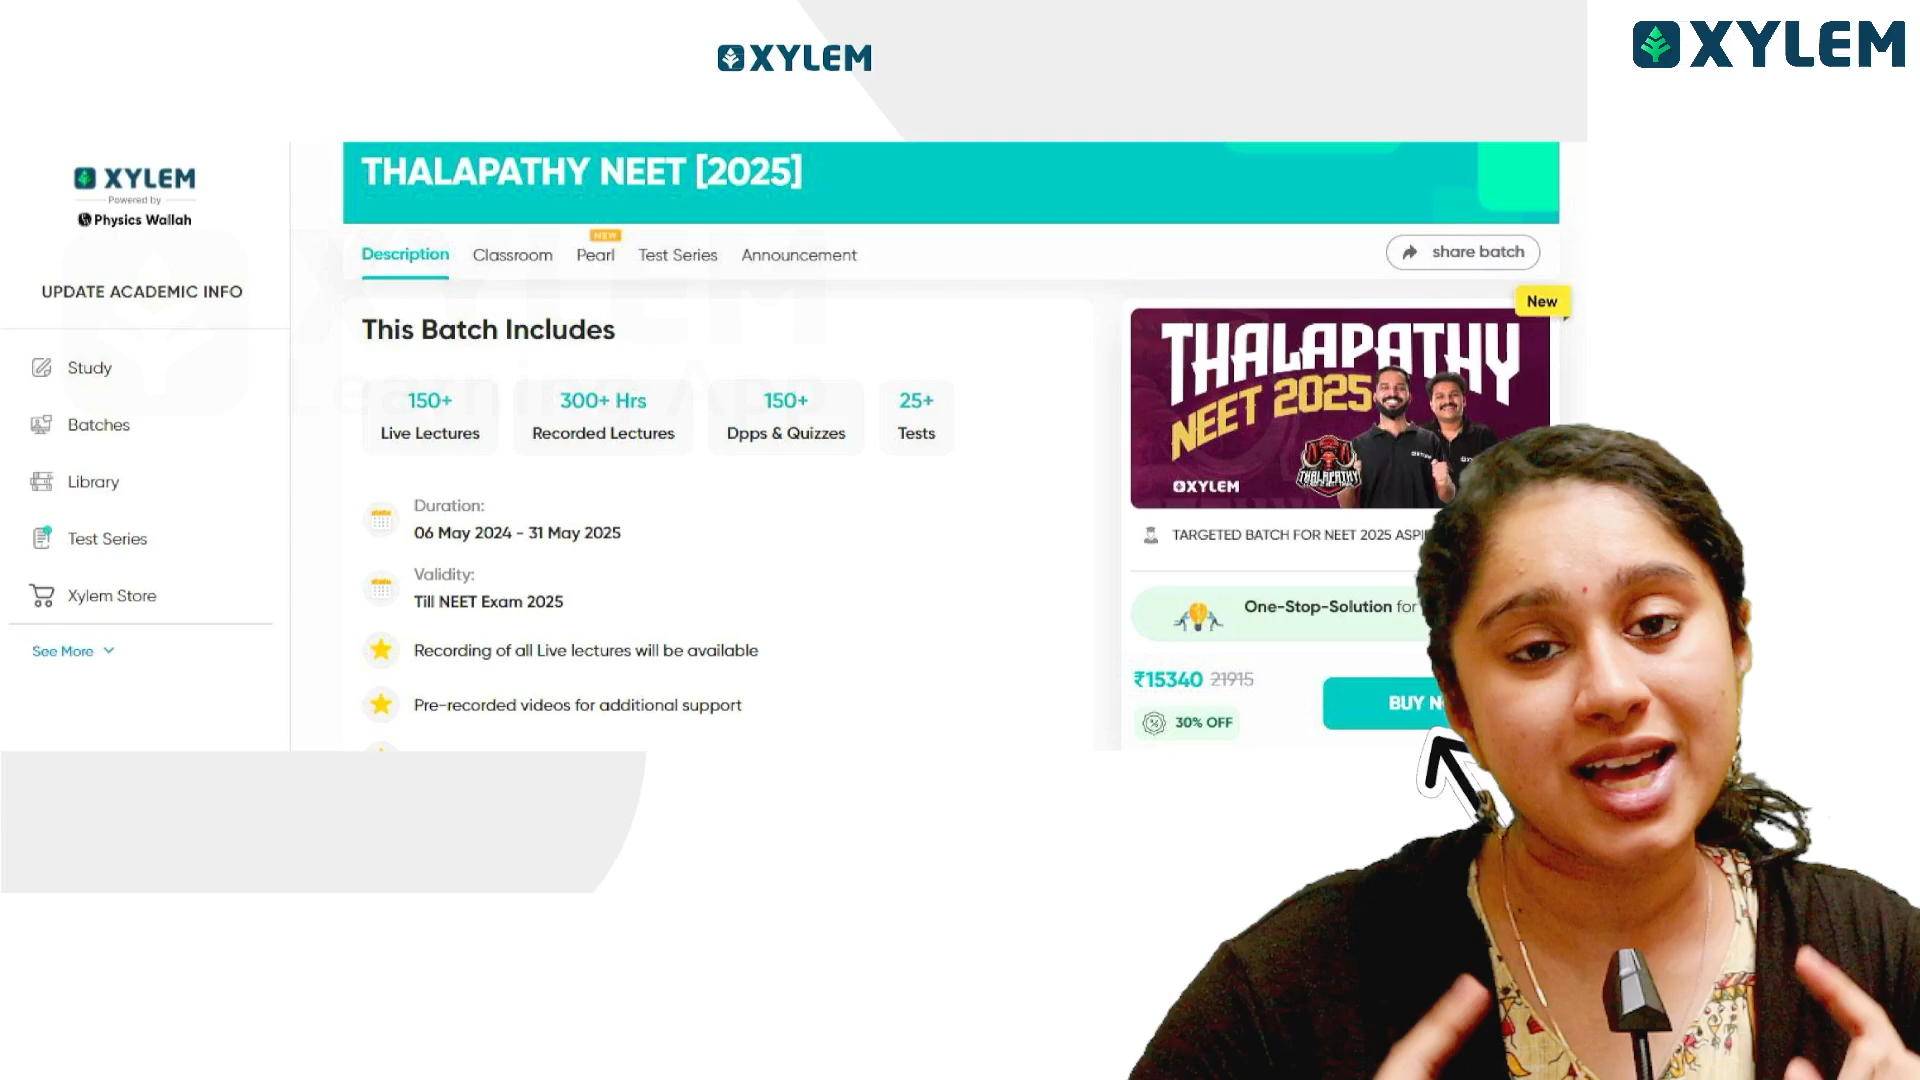 XYLEM
XYLEM
XYLEM
Powered by
Physics Wallah
UPDATE ACADEMIC INFO
Study
Batches
Library
Test Series
Xylem Store
See More
THALAPATHY NEET [2025]
Description
Classroom
NEW
Pearl
Test Series
Announcement
share batch
This Batch Includes
150+
Live Lectures
300+ Hrs
Recorded Lectures
150+
Dpps & Quizzes
25+
Tests
Duration:
06 May 2024 - 31 May 2025
Validity:
Till NEET Exam 2025
Recording of all Live lectures will be available
Pre-recorded videos for additional support
New
THALAPATHY
NEET 2025
THALAPATHY
XYLEM
TARGETED BATCH FOR NEET 2025 ASPI
One-Stop-Solution for
₹15340 21915
30% OFF
BUY N
XYLEM
Learning App